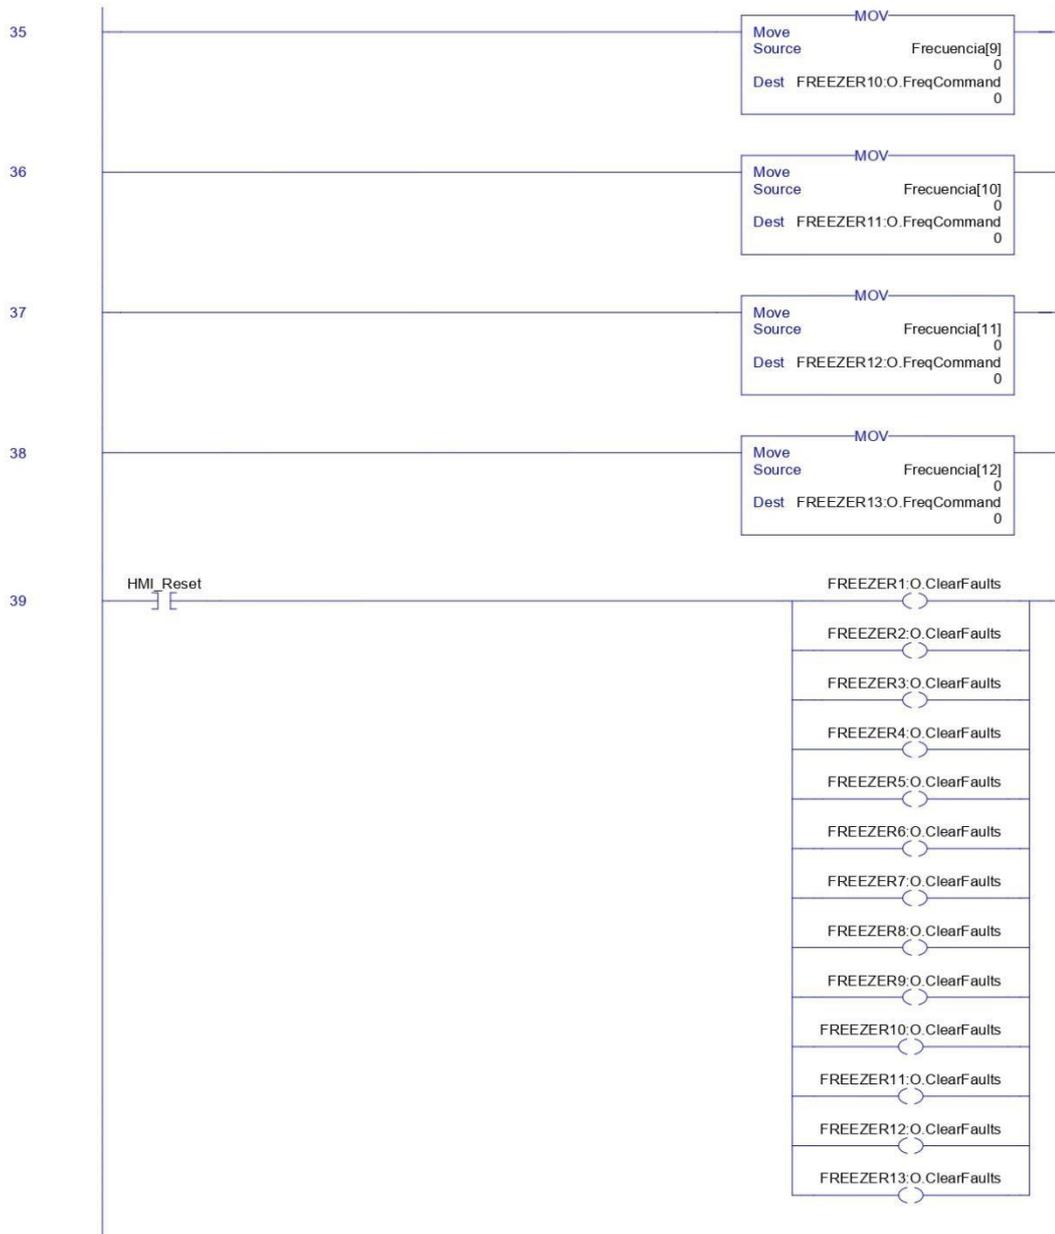 35
MOV
Move
Source Frecuencia[9]
0
Dest FREEZER10:O.FreqCommand
0
36
MOV
Move
Source Frecuencia[10]
0
Dest FREEZER11:O.FreqCommand
0
37
MOV
Move
Source Frecuencia[11]
0
Dest FREEZER12:O.FreqCommand
0
38
MOV
Move
Source Frecuencia[12]
0
Dest FREEZER13:O.FreqCommand
0
39
HMI_Reset
FREEZER1:O.ClearFaults
FREEZER2:O.ClearFaults
FREEZER3:O.ClearFaults
FREEZER4:O.ClearFaults
FREEZER5:O.ClearFaults
FREEZER6:O.ClearFaults
FREEZER7:O.ClearFaults
FREEZER8:O.ClearFaults
FREEZER9:O.ClearFaults
FREEZER10:O.ClearFaults
FREEZER11:O.ClearFaults
FREEZER12:O.ClearFaults
FREEZER13:O.ClearFaults